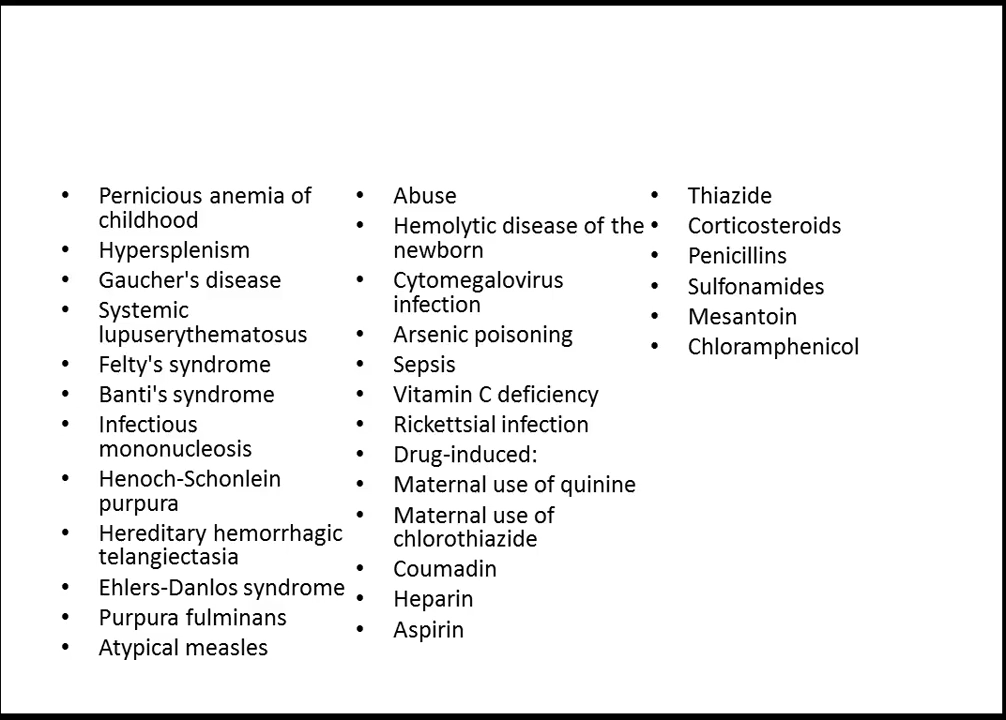 • Pernicious anemia of
childhood
• Hypersplenism
• Gaucher's disease
• Systemic
lupuserythematosus
• Felty's syndrome
• Banti's syndrome
• Infectious
mononucleosis
• Henoch-Schonlein
purpura
• Hereditary hemorrhagic
telangiectasia
• Ehlers-Danlos syndrome
• Purpura fulminans
• Atypical measles
• Abuse
• Hemolytic disease of the
newborn
• Cytomegalovirus
infection
• Arsenic poisoning
• Sepsis
• Vitamin C deficiency
• Rickettsial infection
• Drug-induced:
• Maternal use of quinine
• Maternal use of
chlorothiazide
• Coumadin
• Heparin
• Aspirin
• Thiazide
• Corticosteroids
• Penicillins
• Sulfonamides
• Mesantoin
• Chloramphenicol